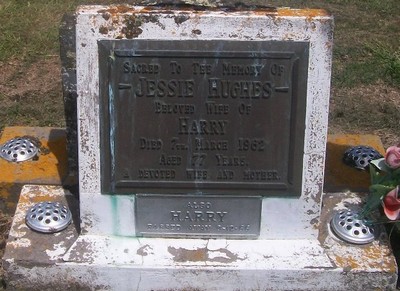 Sacred To The Memory Of
JESSIE HUGHES
Beloved Wife Of
HARRY
Died 7th March 1962
Aged 77 Years.
A DEVOTED WIFE AND MOTHER.
ALSO
HARRY